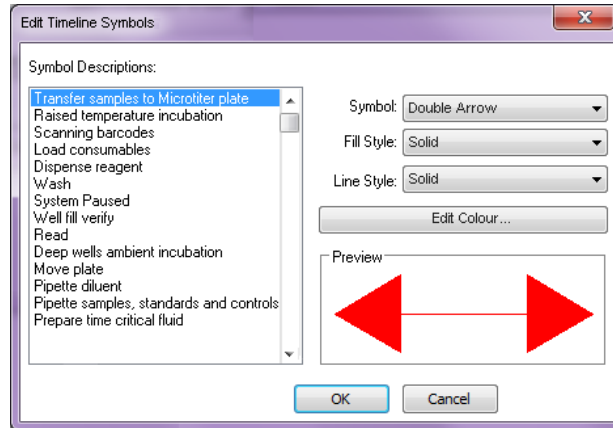 Edit Timeline Symbols
Symbol Descriptions:
Transfer samples to Microtiter plate
Raised temperature incubation
Scanning barcodes
Load consumables
Dispense reagent
Wash
System Paused
Well fill verify
Read
Deep wells ambient incubation
Move plate
Pipette diluent
Pipette samples, standards and controls
Prepare time critical fluid
Symbol: Double Arrow
Fill Style: Solid
Line Style: Solid
Edit Colour...
Preview
OK Cancel